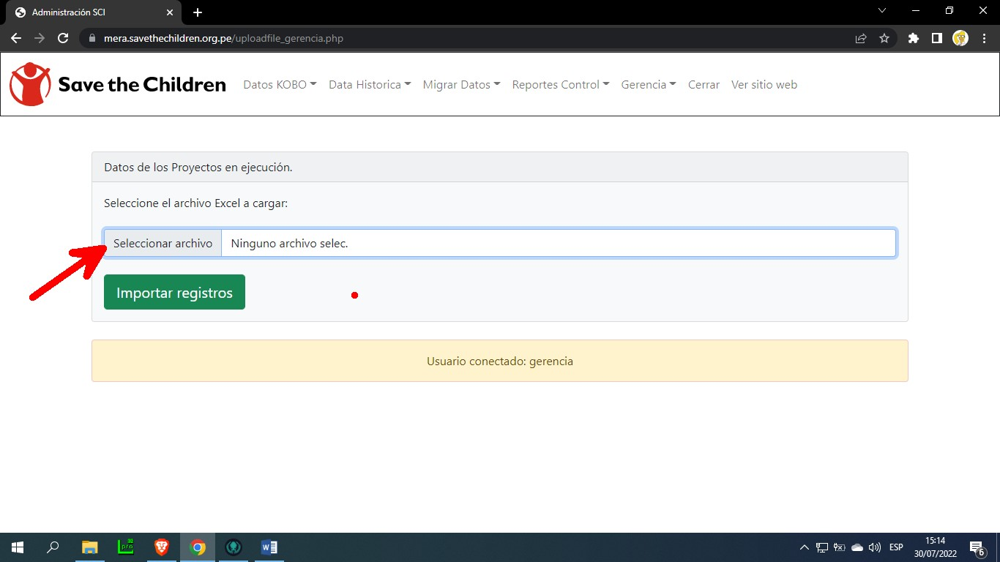 Administración SCI
mera.savethechildren.org.pe/uploadfile_gerencia.php
Save the Children
Datos KOBO
Data Historica
Migrar Datos
Reportes Control
Gerencia
Cerrar
Ver sitio web
Datos de los Proyectos en ejecución.
Seleccione el archivo Excel a cargar:
Seleccionar archivo
Ninguno archivo selec.
Importar registros
Usuario conectado: gerencia
ESP
15:14
30/07/2022
6